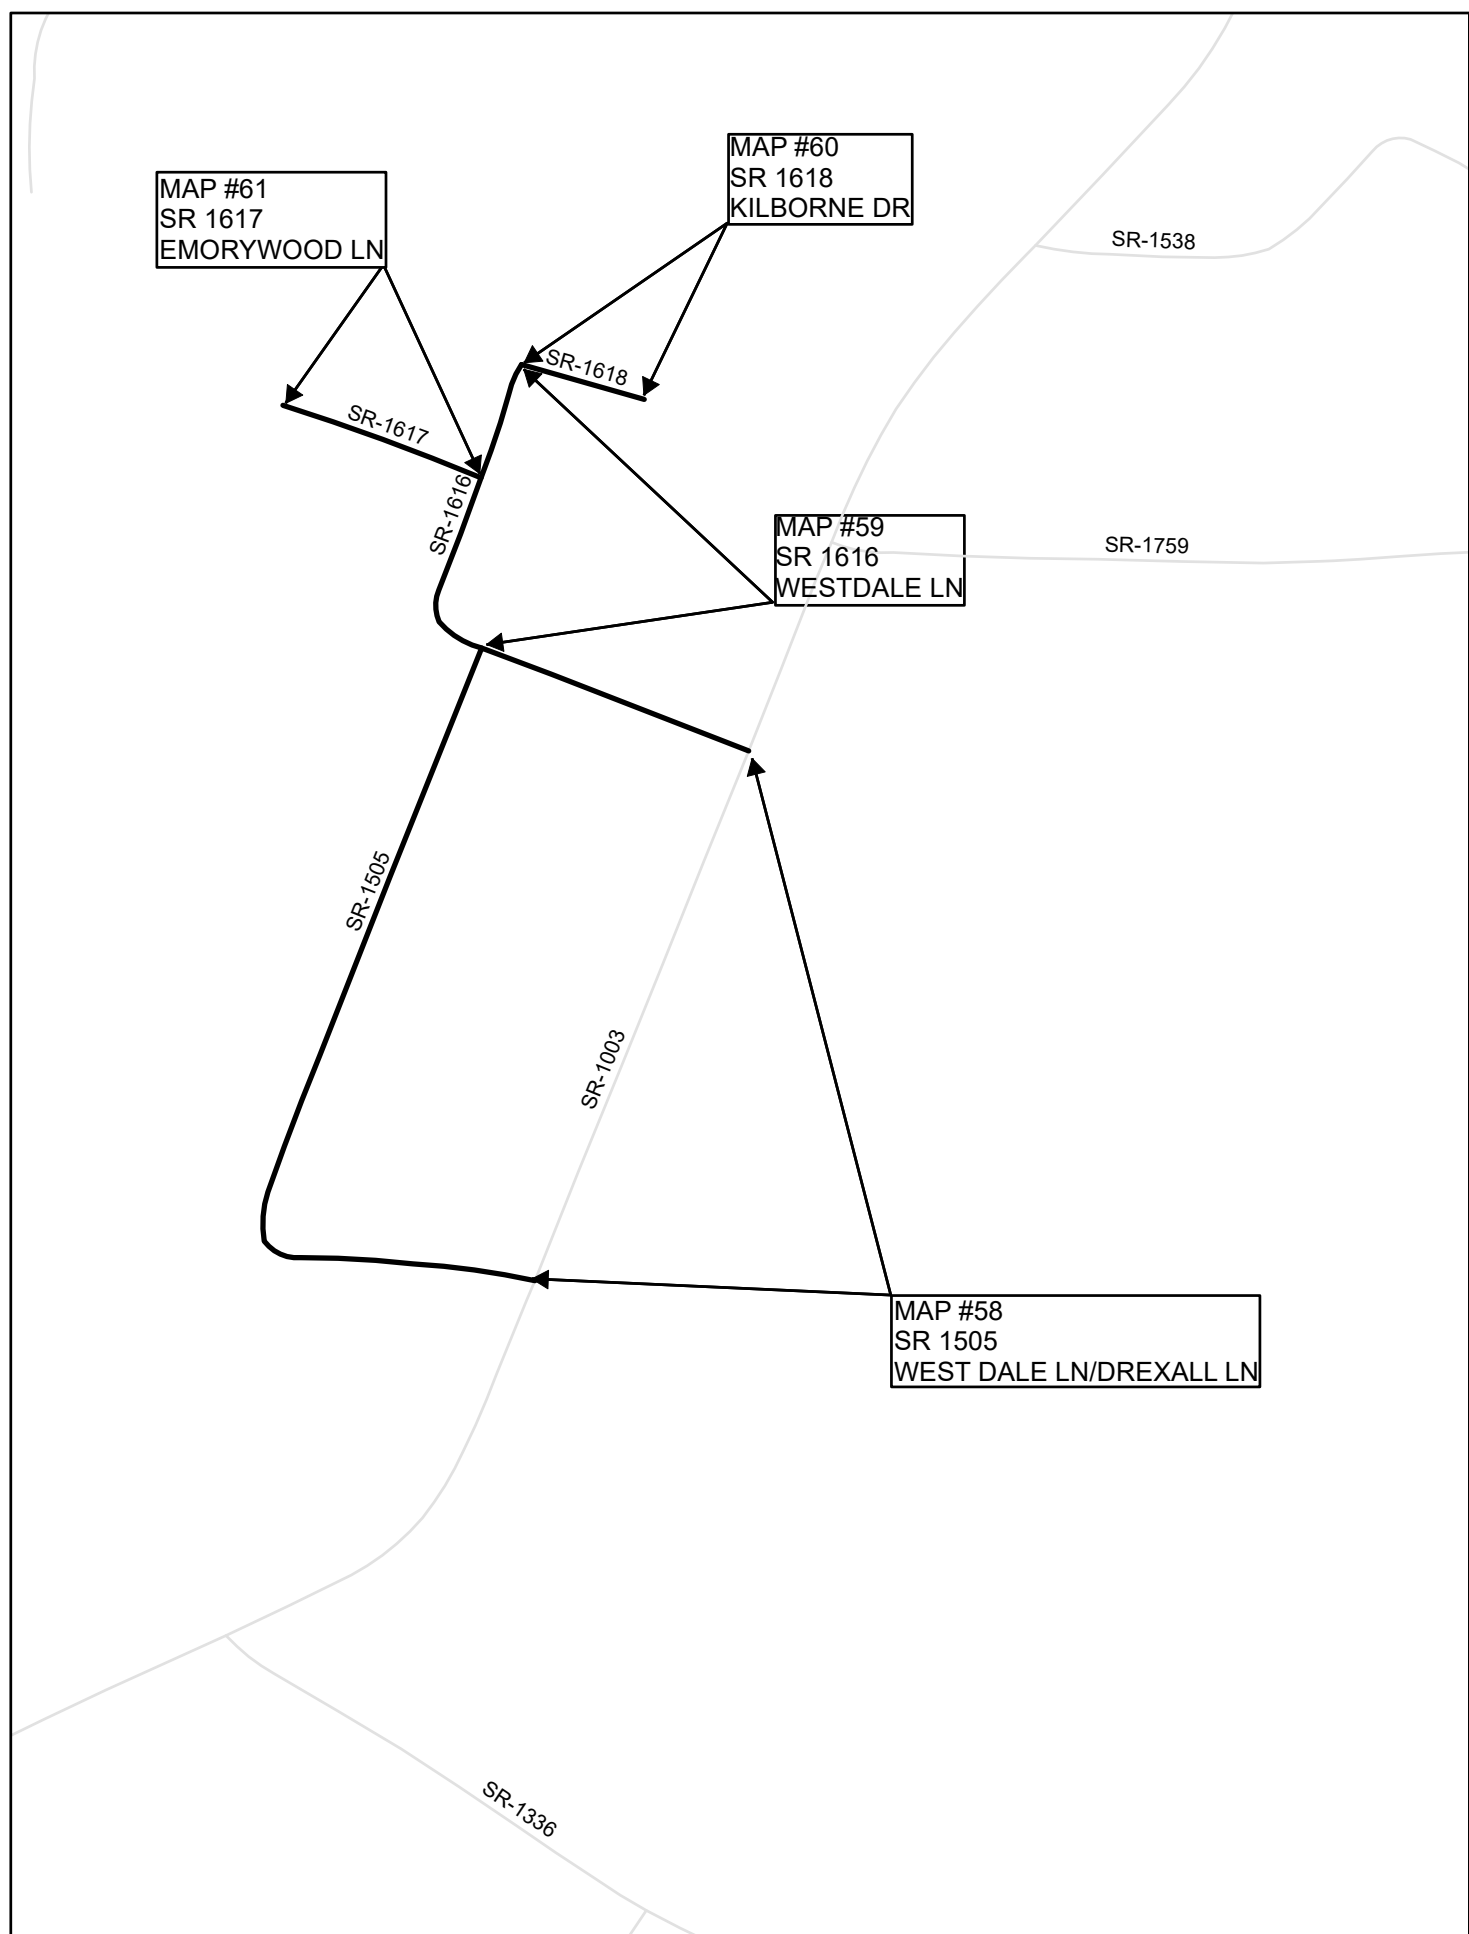 MAP #60
SR 1618
KILBORNE DR
MAP #61
SR 1617
EMORYWOOD LN
SR-1538
SR-1618
SR-1617
SR-1616
MAP #59
SR 1616
WESTDALE LN
SR-1759
SR-1505
SR-1003
MAP #58
SR 1505
WEST DALE LN/DREXALL LN
SR-1336